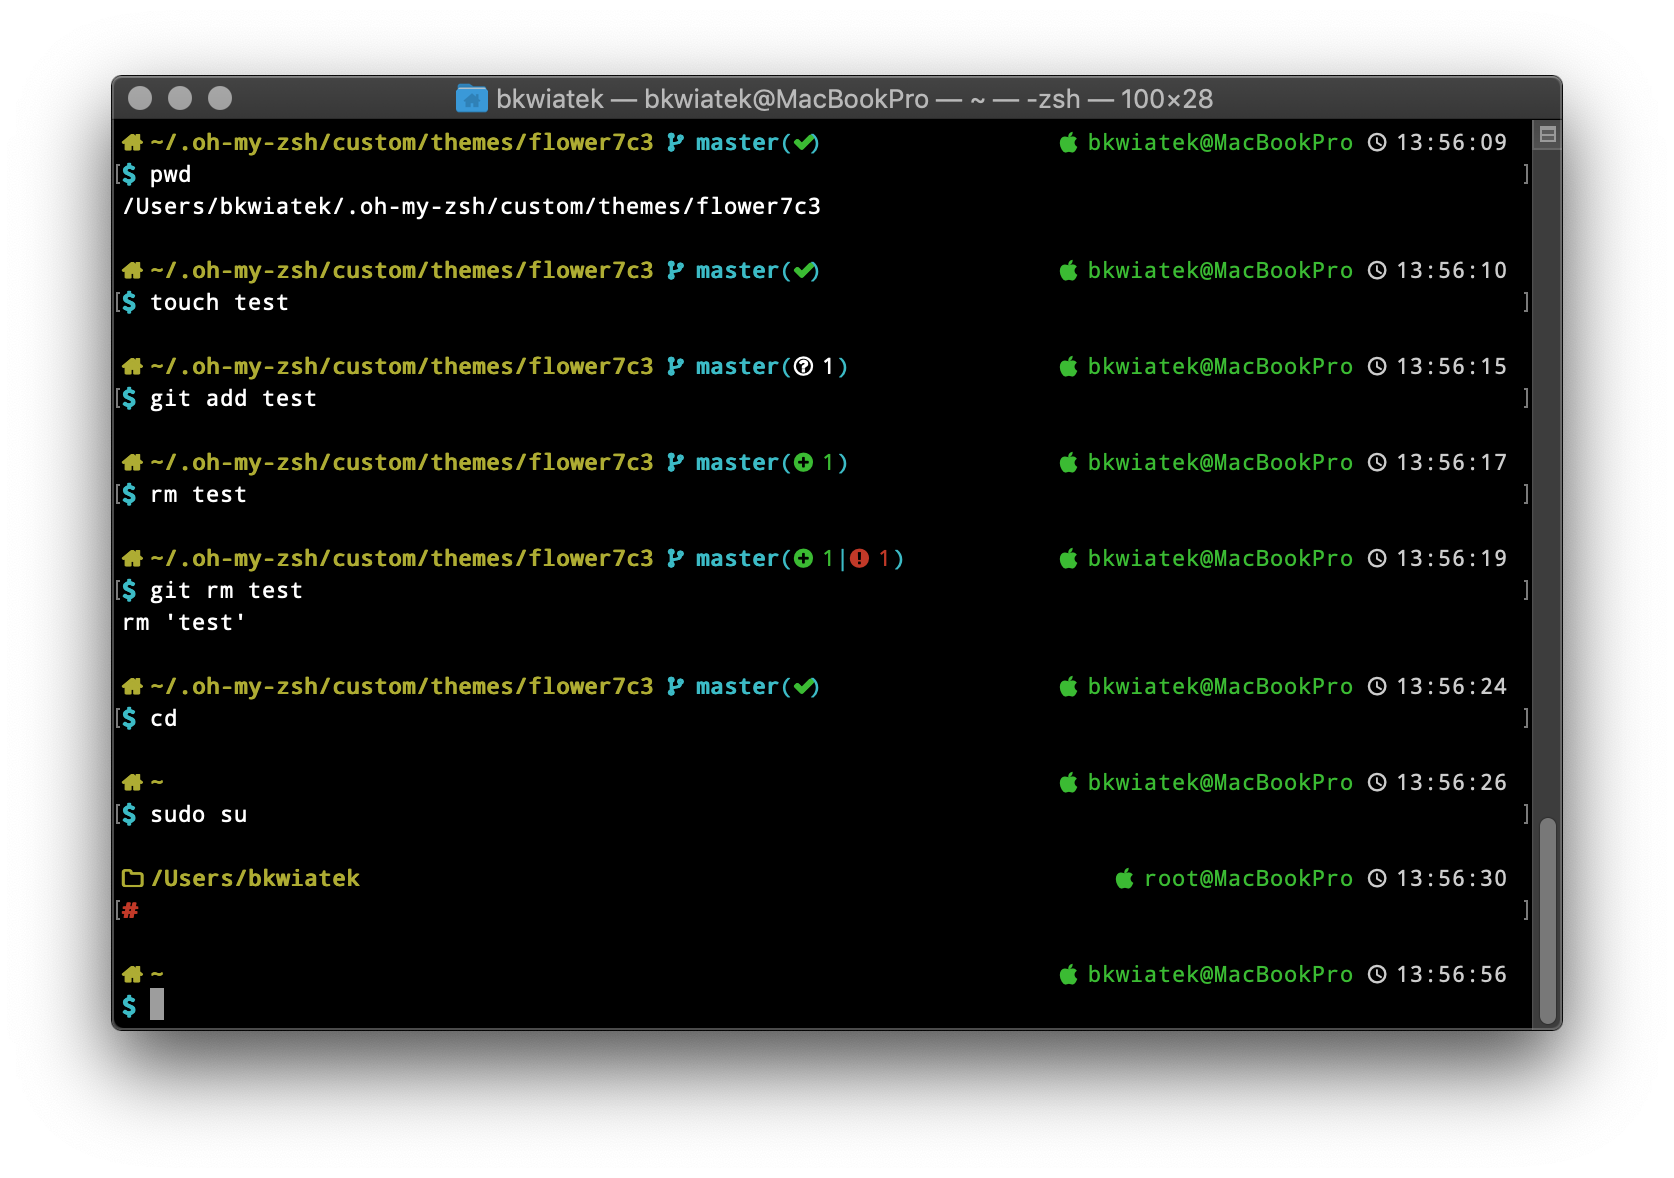 bkwiatek — bkwiatek@MacBookPro — ~ — -zsh — 100×28
~/.oh-my-zsh/custom/themes/flower7c3 master(✔) bkwiatek@MacBookPro 13:56:09
[$ pwd ]
/Users/bkwiatek/.oh-my-zsh/custom/themes/flower7c3
~/.oh-my-zsh/custom/themes/flower7c3 master(✔) bkwiatek@MacBookPro 13:56:10
[$ touch test ]
~/.oh-my-zsh/custom/themes/flower7c3 master(? 1) bkwiatek@MacBookPro 13:56:15
[$ git add test ]
~/.oh-my-zsh/custom/themes/flower7c3 master(+ 1) bkwiatek@MacBookPro 13:56:17
[$ rm test ]
~/.oh-my-zsh/custom/themes/flower7c3 master(+ 1|! 1) bkwiatek@MacBookPro 13:56:19
[$ git rm test ]
rm 'test'
~/.oh-my-zsh/custom/themes/flower7c3 master(✔) bkwiatek@MacBookPro 13:56:24
[$ cd ]
~ bkwiatek@MacBookPro 13:56:26
[$ sudo su ]
/Users/bkwiatek root@MacBookPro 13:56:30
[# ]
~ bkwiatek@MacBookPro 13:56:56
$